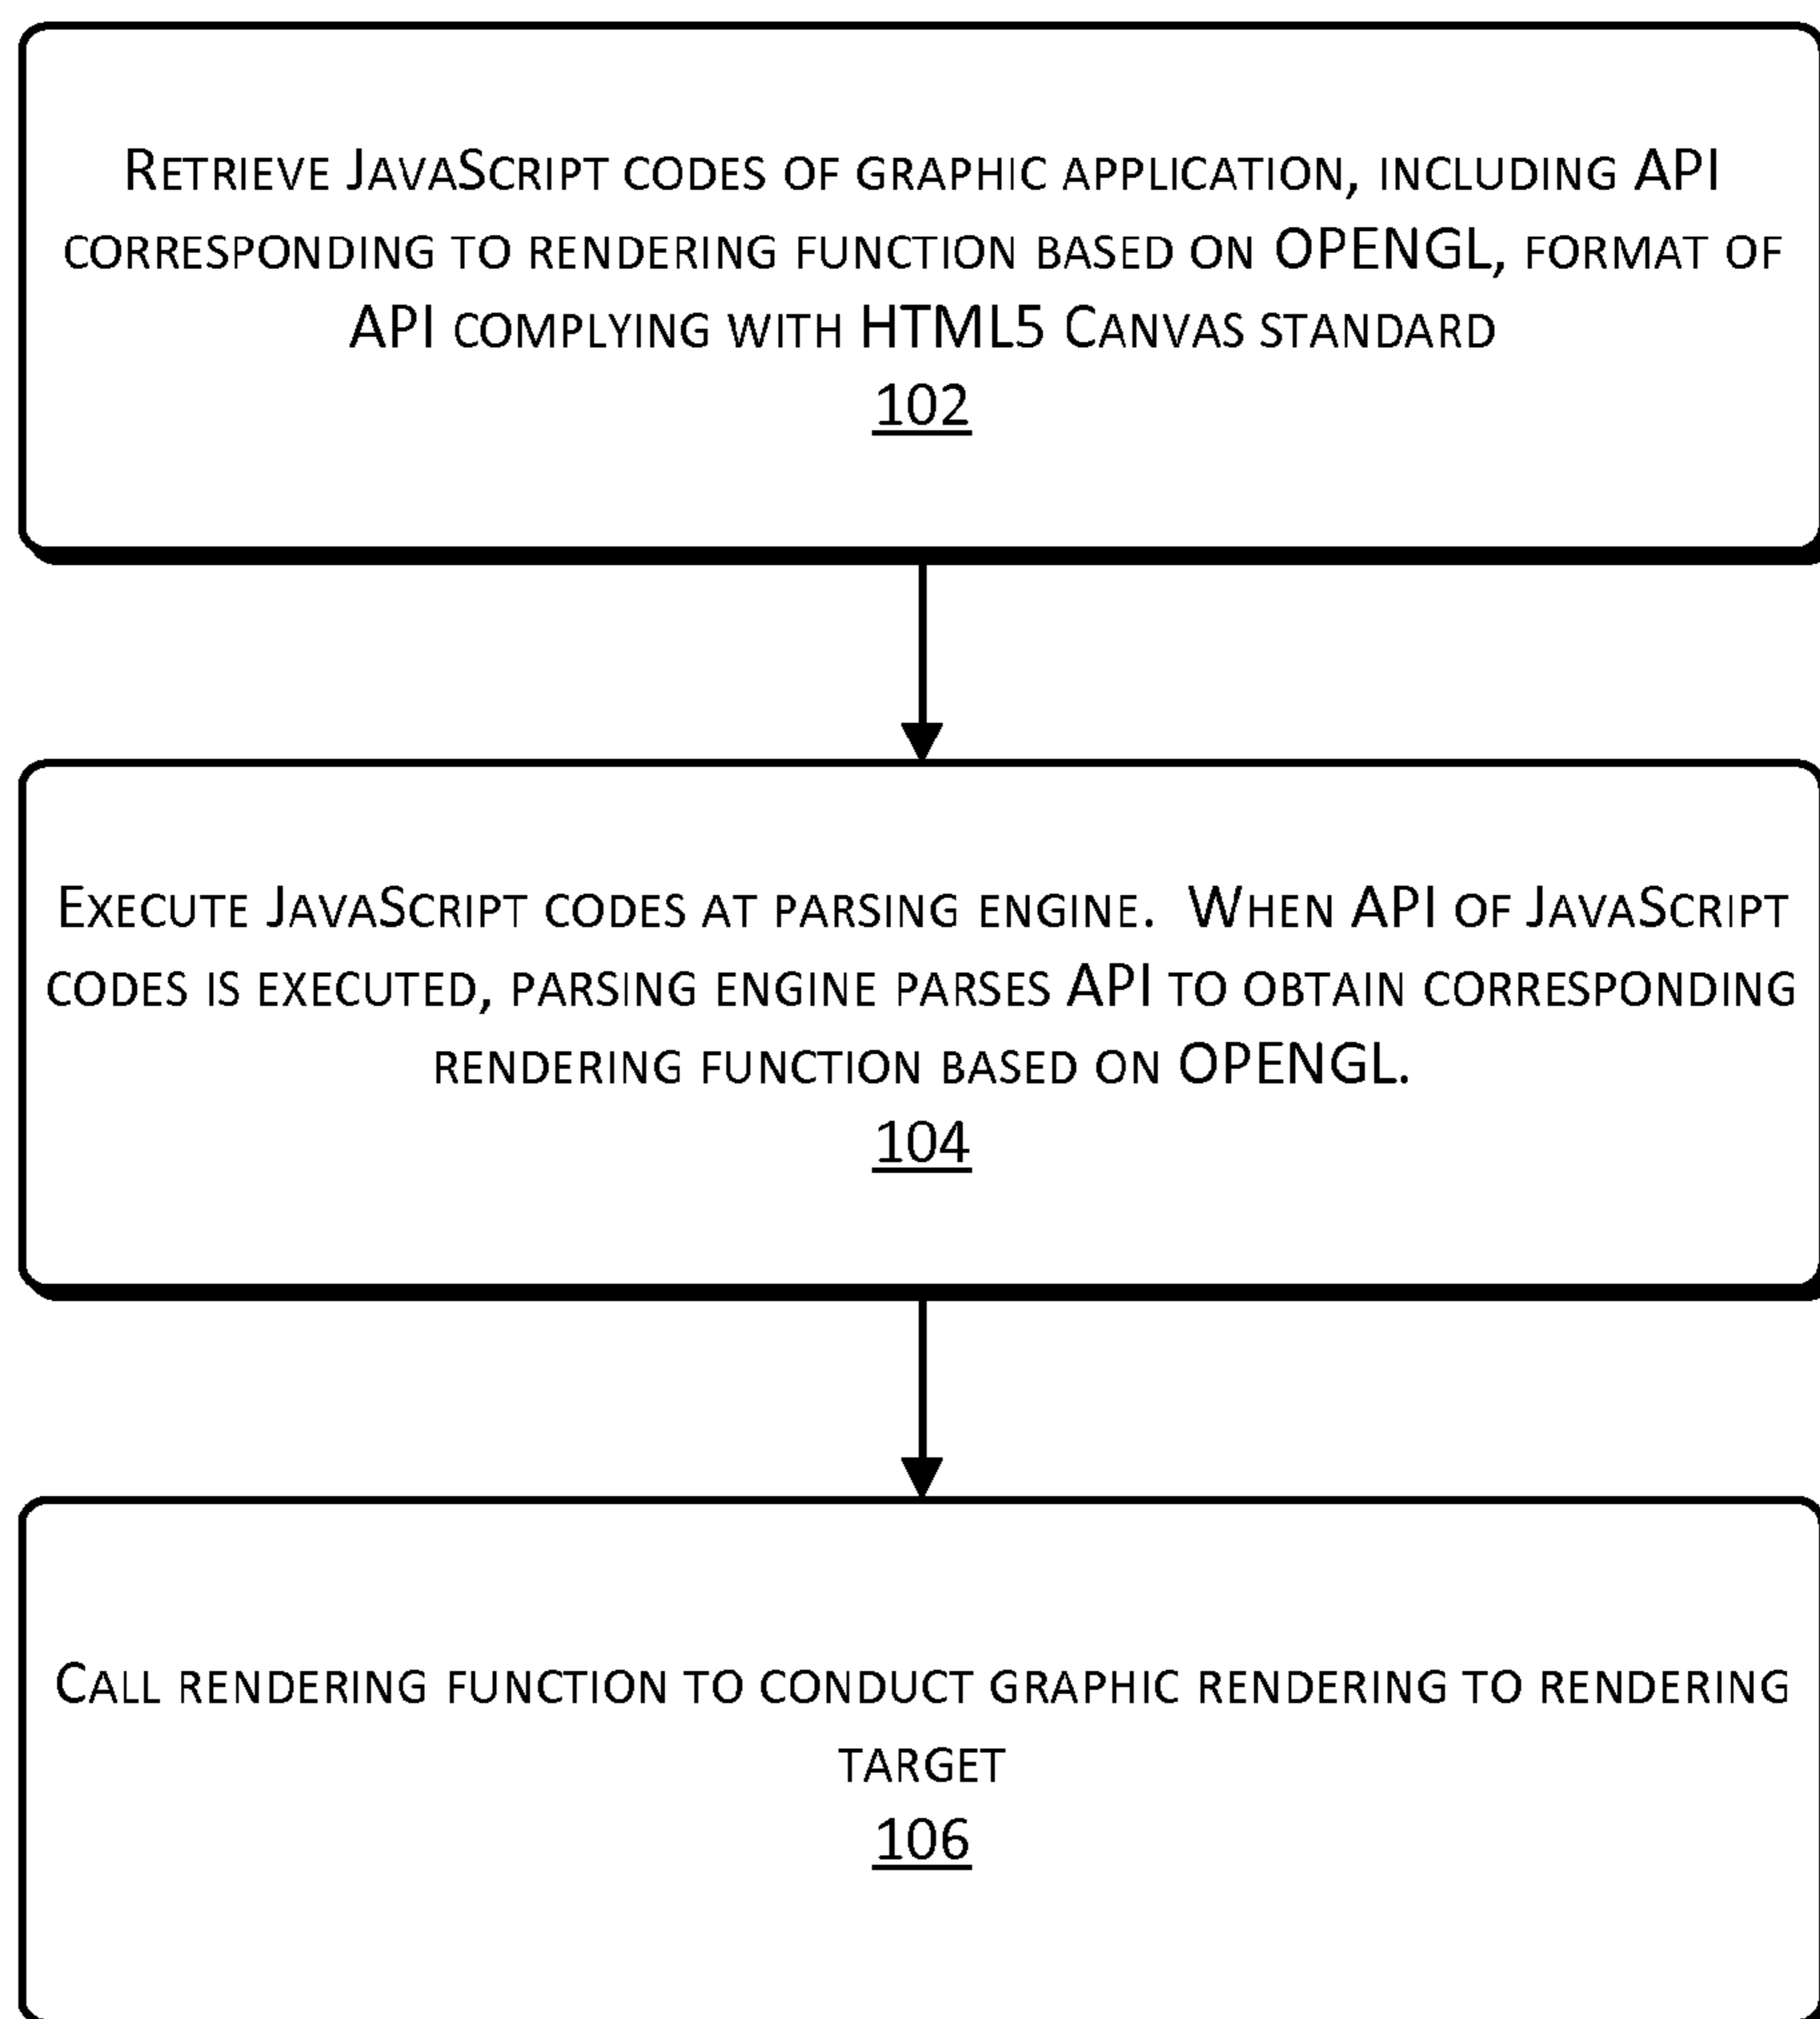 Retrieve JavaScript codes of graphic application, including API
corresponding to rendering function based on OPENGL, format of
API complying with HTML5 Canvas standard
102
Execute JavaScript codes at parsing engine. When API of JavaScript
codes is executed, parsing engine parses API to obtain corresponding
rendering function based on OPENGL.
104
Call rendering function to conduct graphic rendering to rendering
target
106